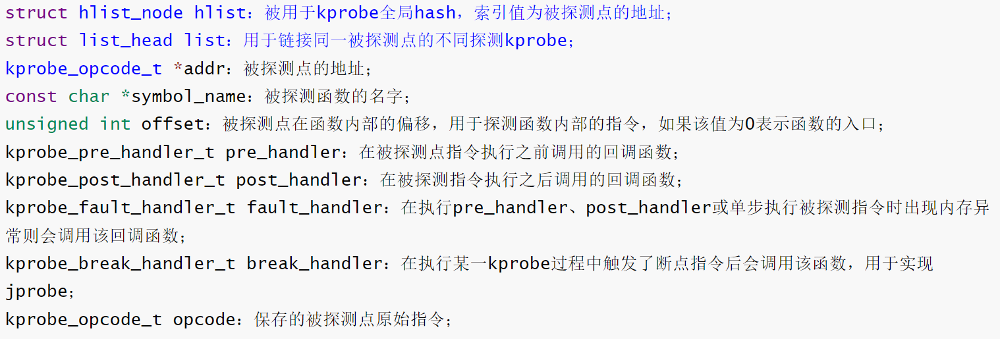 struct hlist_node hlist：被用于kprobe全局hash，索引值为被探测点的地址；
struct list_head list：用于链接同一被探测点的不同探测kprobe；
kprobe_opcode_t *addr：被探测点的地址；
const char *symbol_name：被探测函数的名字；
unsigned int offset：被探测点在函数内部的偏移，用于探测函数内部的指令，如果该值为0表示函数的入口；
kprobe_pre_handler_t pre_handler：在被探测点指令执行之前调用的回调函数；
kprobe_post_handler_t post_handler：在被探测指令执行之后调用的回调函数；
kprobe_fault_handler_t fault_handler：在执行pre_handler、post_handler或单步执行被探测指令时出现内存异
常则会调用该回调函数；
kprobe_break_handler_t break_handler：在执行某一kprobe过程中触发了断点指令后会调用该函数，用于实现
jprobe；
kprobe_opcode_t opcode：保存的被探测点原始指令；